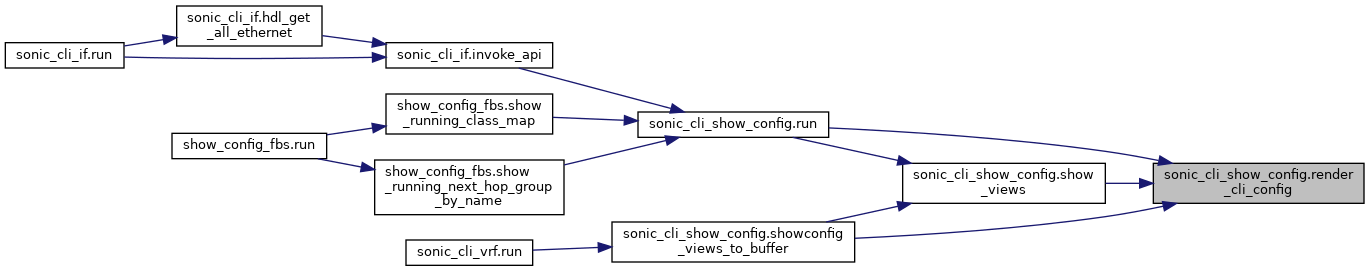 sonic_cli_if.hdl_get
_all_ethernet
sonic_cli_if.run
sonic_cli_if.invoke_api
show_config_fbs.show
_running_class_map
sonic_cli_show_config.run
show_config_fbs.run
show_config_fbs.show
_running_next_hop_group
_by_name
sonic_cli_show_config.show
_views
sonic_cli_show_config.render
_cli_config
sonic_cli_show_config.showconfig
_views_to_buffer
sonic_cli_vrf.run